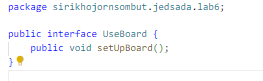 package sirikhojornsombut.jedsada.lab6;
public interface UseBoard {
    public void setUpBoard();
}